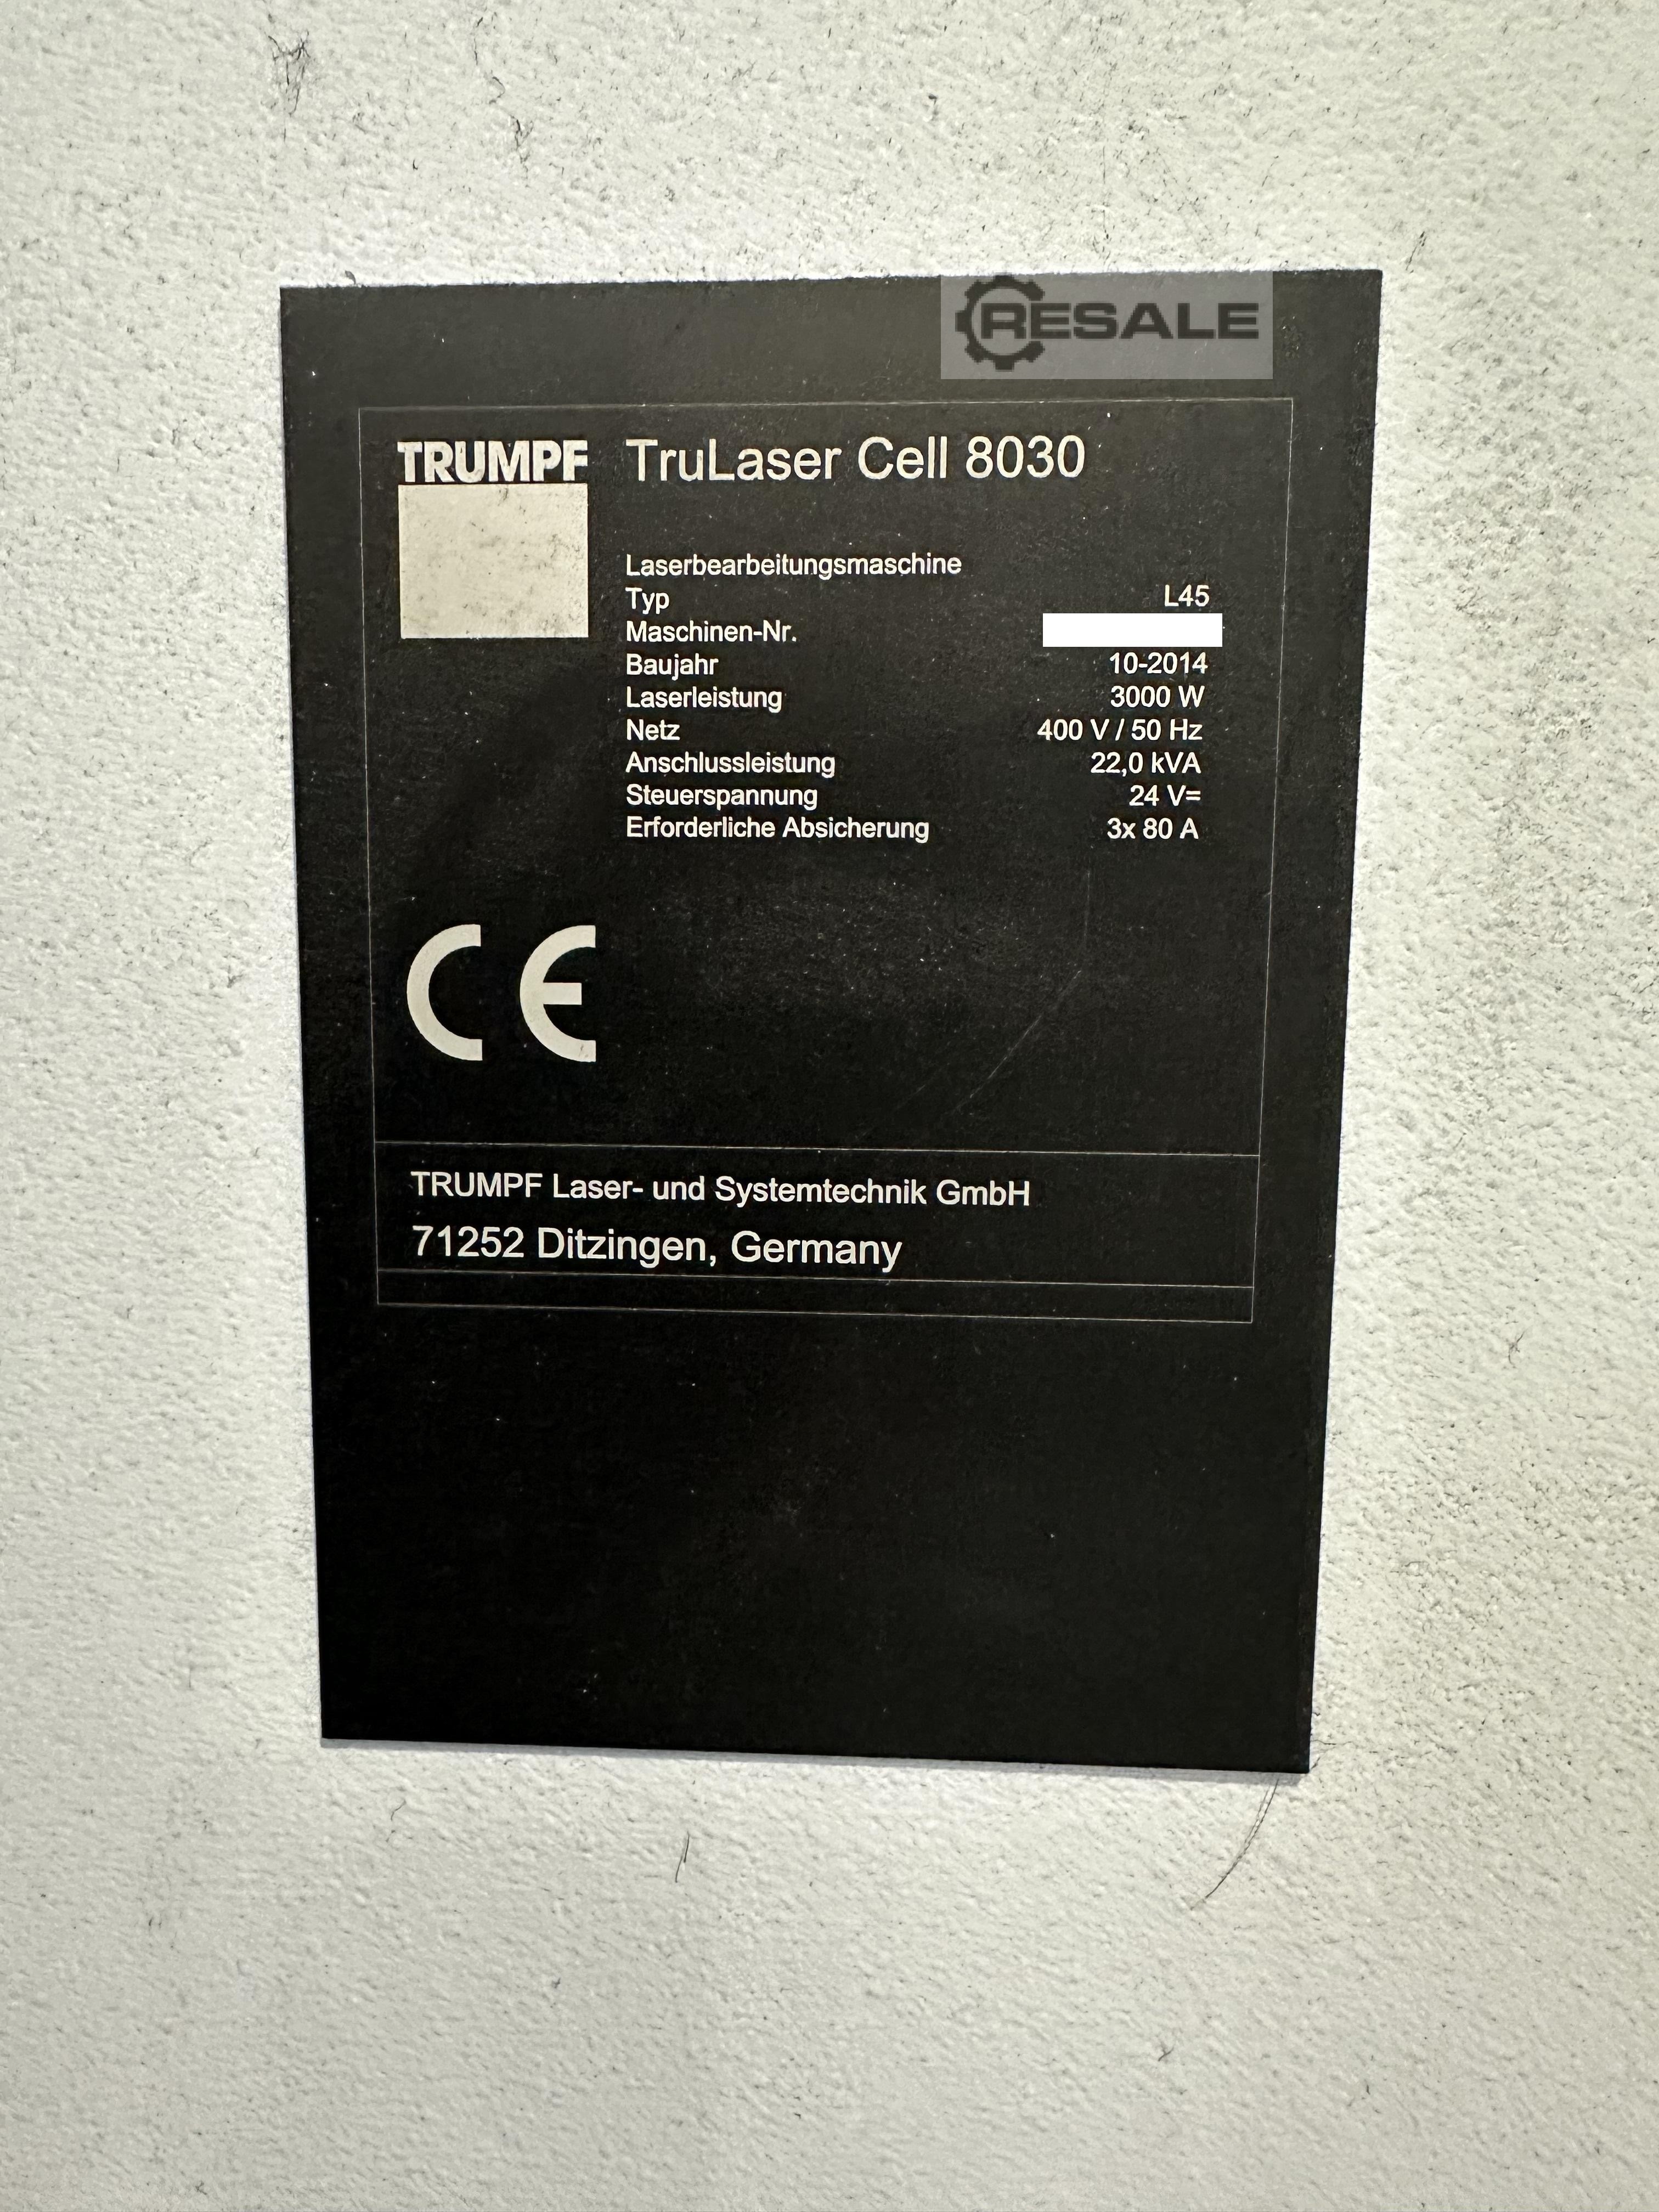 RESALE
TRUMPF TruLaser Cell 8030
Laserbearbeitungsmaschine
Typ L45
Maschinen-Nr.
Baujahr 10-2014
Laserleistung 3000 W
Netz 400 V / 50 Hz
Anschlussleistung 22,0 kVA
Steuerspannung 24 V=
Erforderliche Absicherung 3x 80 A
CE
TRUMPF Laser- und Systemtechnik GmbH
71252 Ditzingen, Germany